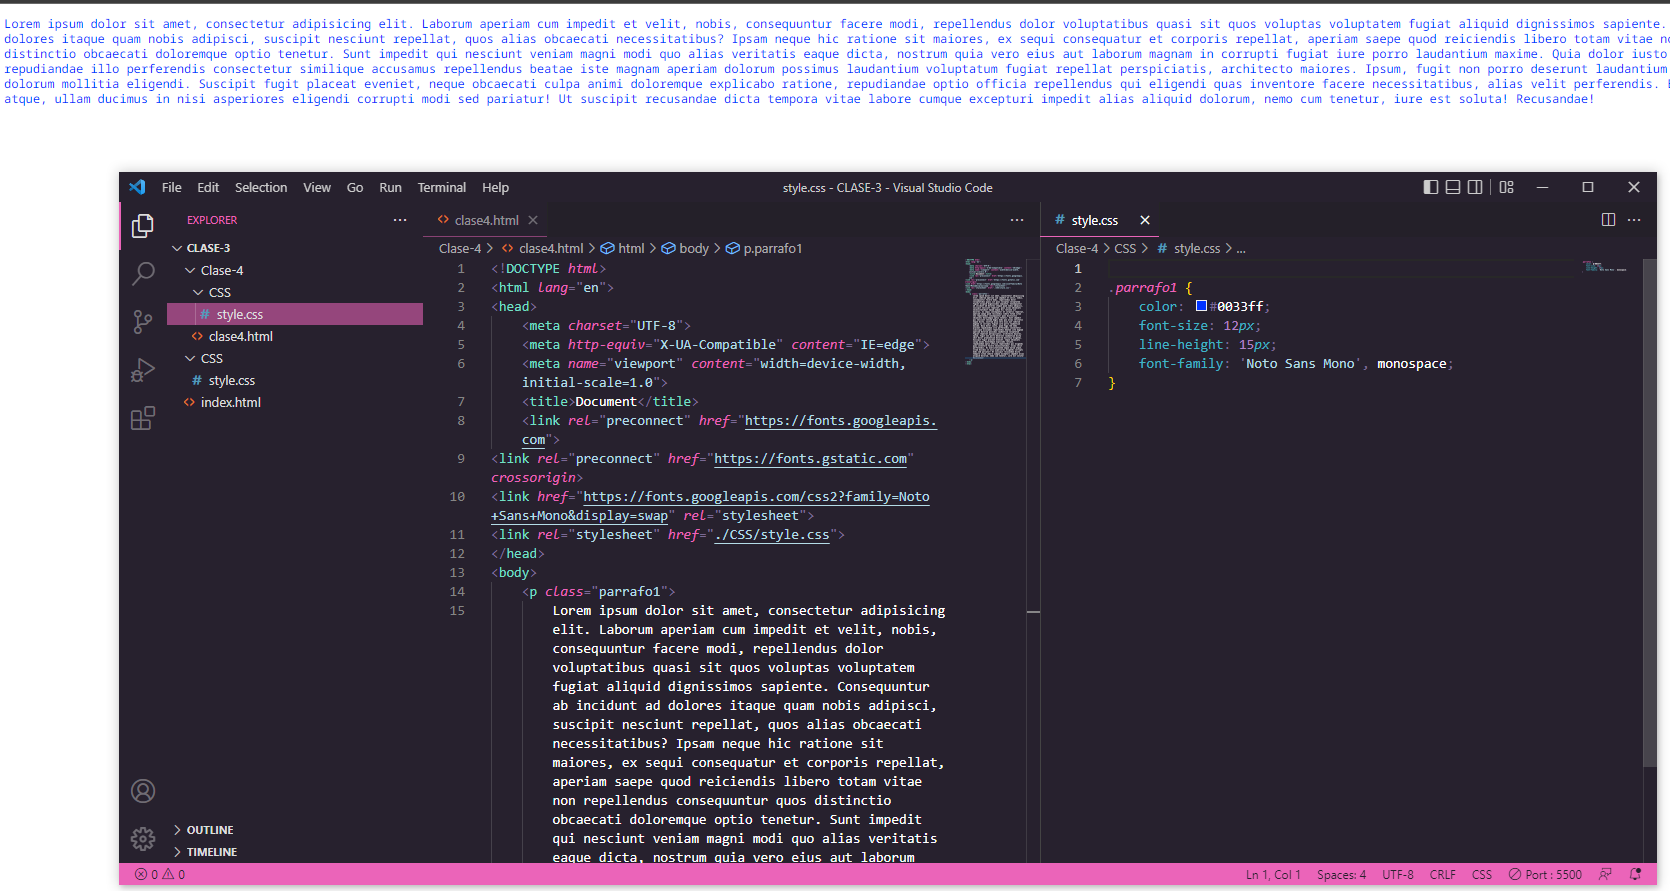 Lorem ipsum dolor sit amet, consectetur adipisicing elit. Laborum aperiam cum impedit et velit, nobis, consequuntur facere modi, repellendus dolor voluptatibus quasi sit quos voluptas voluptatem fugiat aliquid dignissimos sapiente.
dolores itaque quam nobis adipisci, suscipit nesciunt repellat, quos alias obcaecati necessitatibus? Ipsam neque hic ratione sit maiores, ex sequi consequatur et corporis repellat, aperiam saepe quod reiciendis libero totam vitae
distinctio obcaecati doloremque optio tenetur. Sunt impedit qui nesciunt veniam magni modi quo alias veritatis eaque dicta, nostrum quia vero eius aut laborum magnam in corrupti fugiat iure porro laudantium maxime. Quia dolor iusto
repudiandae illo perferendis consectetur similique accusamus repellendus beatae iste magnam aperiam dolorum possimus laudantium voluptatum fugiat repellat perspiciatis, architecto maiores. Ipsum, fugit non porro deserunt laudantium
dolorum mollitia eligendi. Suscipit fugit placeat eveniet, neque obcaecati culpa animi doloremque explicabo ratione, repudiandae optio officia repellendus qui eligendi quas inventore facere necessitatibus, alias velit perferendis.
atque, ullam ducimus in nisi asperiores eligendi corrupti modi sed pariatur! Ut suscipit recusandae dicta tempora vitae labore cumque excepturi impedit alias aliquid dolorum, nemo cum tenetur, iure est soluta! Recusandae!
File Edit Selection View Go Run Terminal Help
style.css - CLASE-3 - Visual Studio Code
EXPLORER
CLASE-3
Clase-4
CSS
# style.css
<> clase4.html
CSS
# style.css
<> index.html
OUTLINE
TIMELINE
<> clase4.html
Clase-4 > <> clase4.html > html > body > p.parrafo1
1 <!DOCTYPE html>
2 <html lang="en">
3 <head>
4 <meta charset="UTF-8">
5 <meta http-equiv="X-UA-Compatible" content="IE=edge">
6 <meta name="viewport" content="width=device-width,
initial-scale=1.0">
7 <title>Document</title>
8 <link rel="preconnect" href="https://fonts.googleapis.
com">
9 <link rel="preconnect" href="https://fonts.gstatic.com"
crossorigin>
10 <link href="https://fonts.googleapis.com/css2?family=Noto
+Sans+Mono&display=swap" rel="stylesheet">
11 <link rel="stylesheet" href="./CSS/style.css">
12 </head>
13 <body>
14 <p class="parrafo1">
15 Lorem ipsum dolor sit amet, consectetur adipisicing
elit. Laborum aperiam cum impedit et velit, nobis,
consequuntur facere modi, repellendus dolor
voluptatibus quasi sit quos voluptas voluptatem
fugiat aliquid dignissimos sapiente. Consequuntur
ab incidunt ad dolores itaque quam nobis adipisci,
suscipit nesciunt repellat, quos alias obcaecati
necessitatibus? Ipsam neque hic ratione sit
maiores, ex sequi consequatur et corporis repellat,
aperiam saepe quod reiciendis libero totam vitae
non repellendus consequuntur quos distinctio
obcaecati doloremque optio tenetur. Sunt impedit
qui nesciunt veniam magni modi quo alias veritatis
eaque dicta, nostrum quia vero eius aut laborum
# style.css
Clase-4 > CSS > # style.css > ...
1
2 .parrafo1 {
3 color: #0033ff;
4 font-size: 12px;
5 line-height: 15px;
6 font-family: 'Noto Sans Mono', monospace;
7 }
0 0
Ln 1, Col 1 Spaces: 4 UTF-8 CRLF CSS Port : 5500